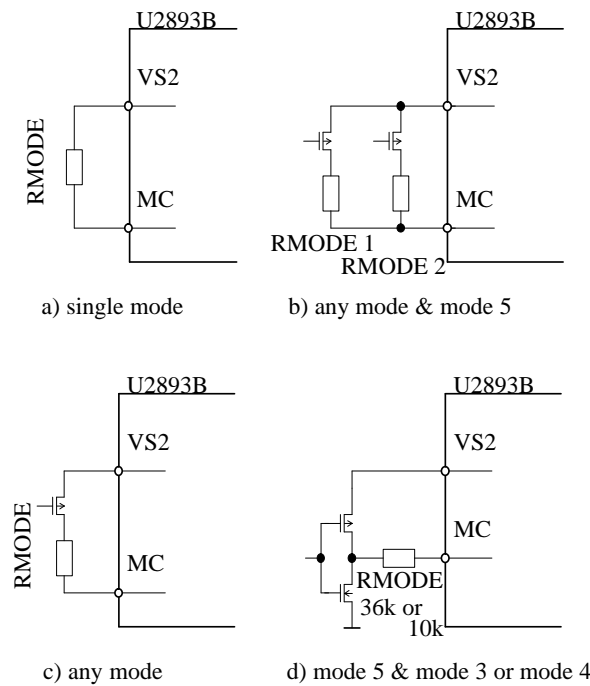 U2893B
VS2
RMODE
MC
a) single mode
U2893B
VS2
MC
RMODE 1
RMODE 2
b) any mode & mode 5
U2893B
VS2
RMODE
MC
c) any mode
U2893B
VS2
MC
RMODE
36k or
10k
d) mode 5 & mode 3 or mode 4